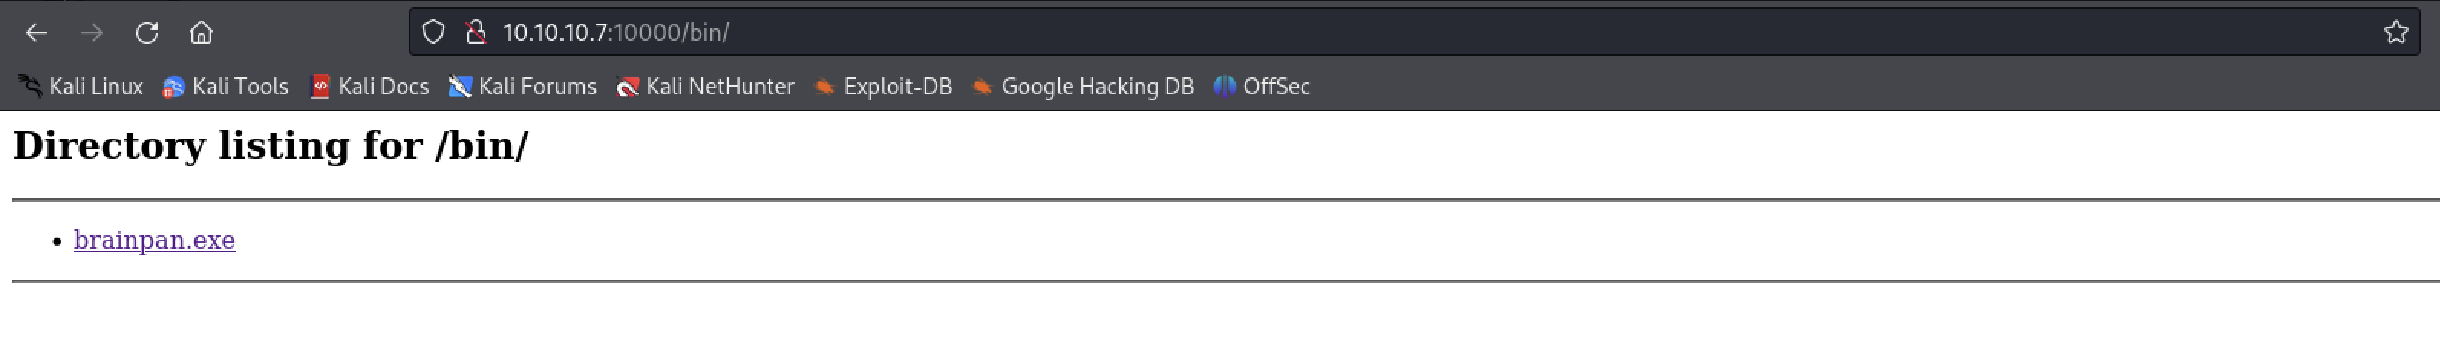 10.10.10.7:10000/bin/
Kali Linux Kali Tools Kali Docs Kali Forums Kali NetHunter Exploit-DB Google Hacking DB OffSec
Directory listing for /bin/
brainpan.exe